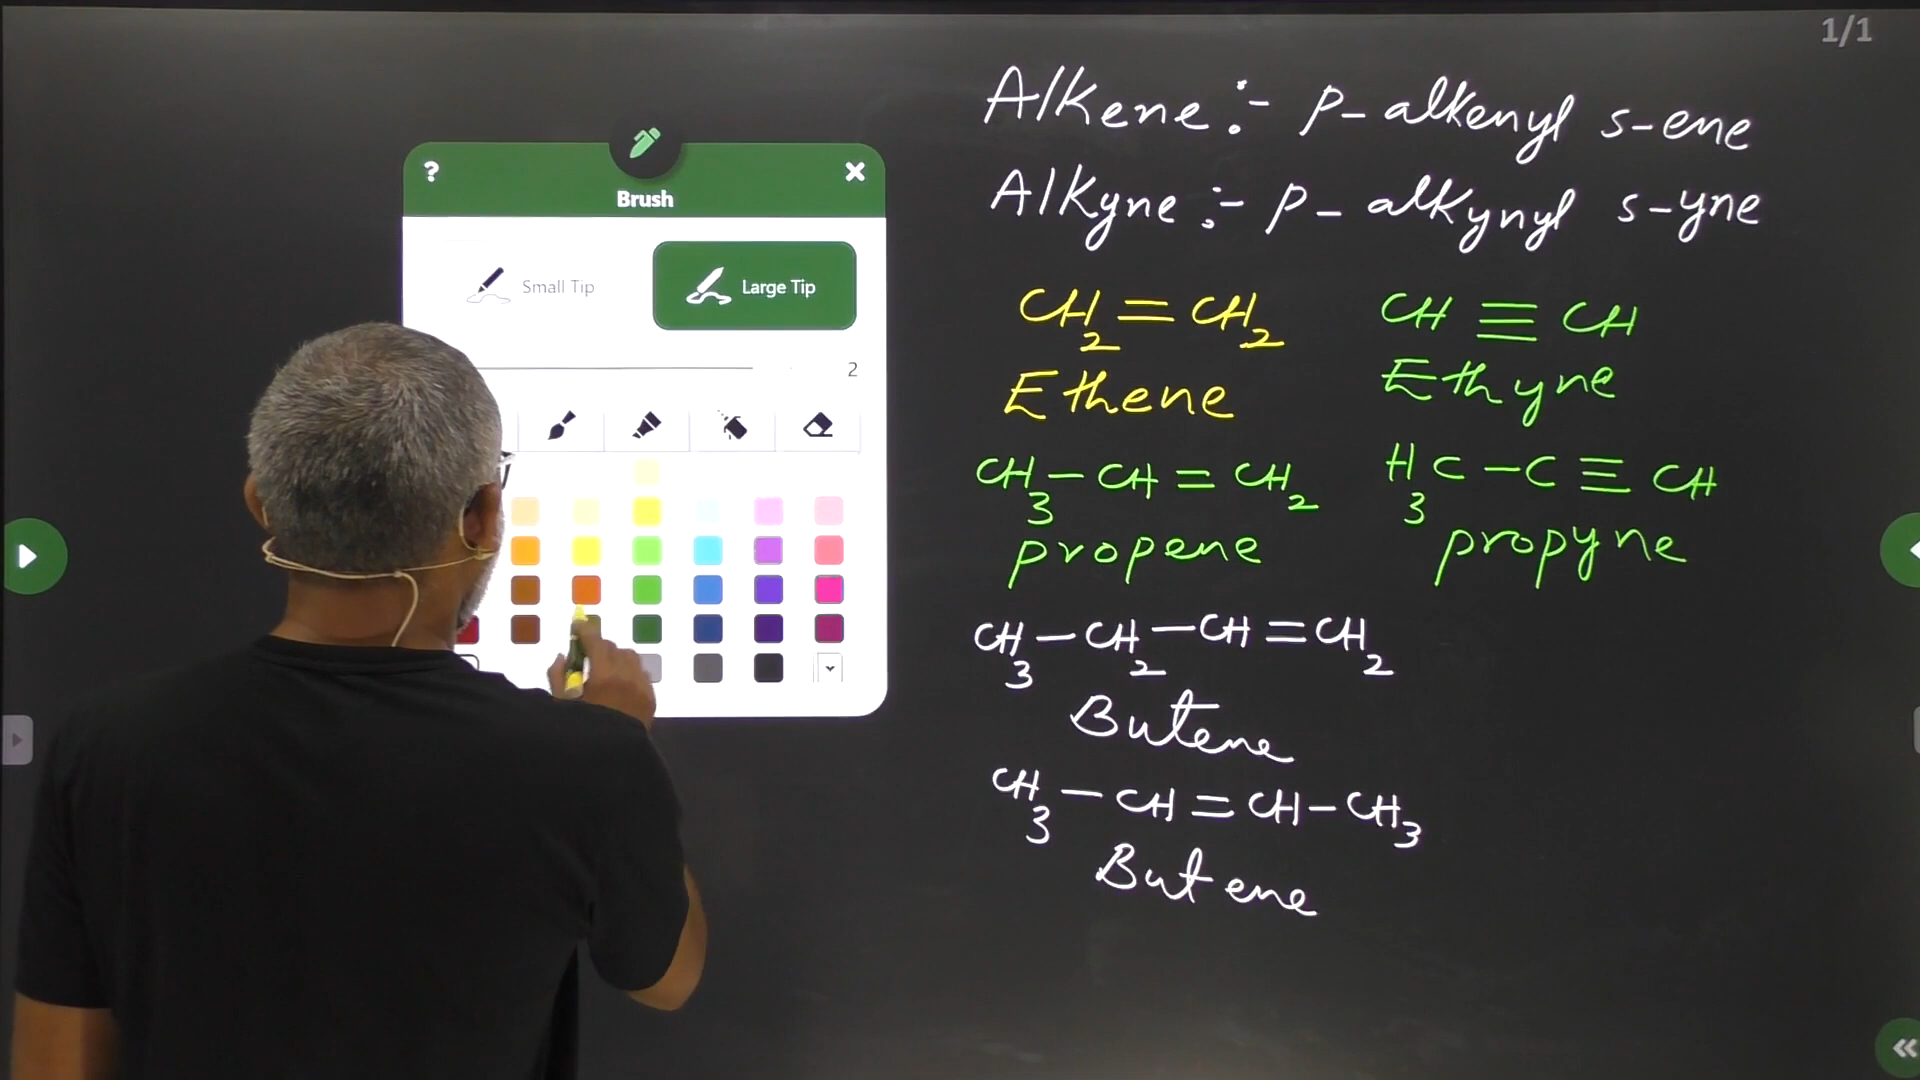 1/1
?
Brush
Small Tip
Large Tip
2
Alkene :- p- alkenyl s-ene
Alkyne :- p- alkynyl s-yne
CH₂ = CH₂
Ethene
CH ≡ CH
Ethyne
CH₃ - CH = CH₂
propene
H₃C - C ≡ CH
propyne
CH₃ - CH₂ - CH = CH₂
Butene
CH₃ - CH = CH - CH₃
Butene